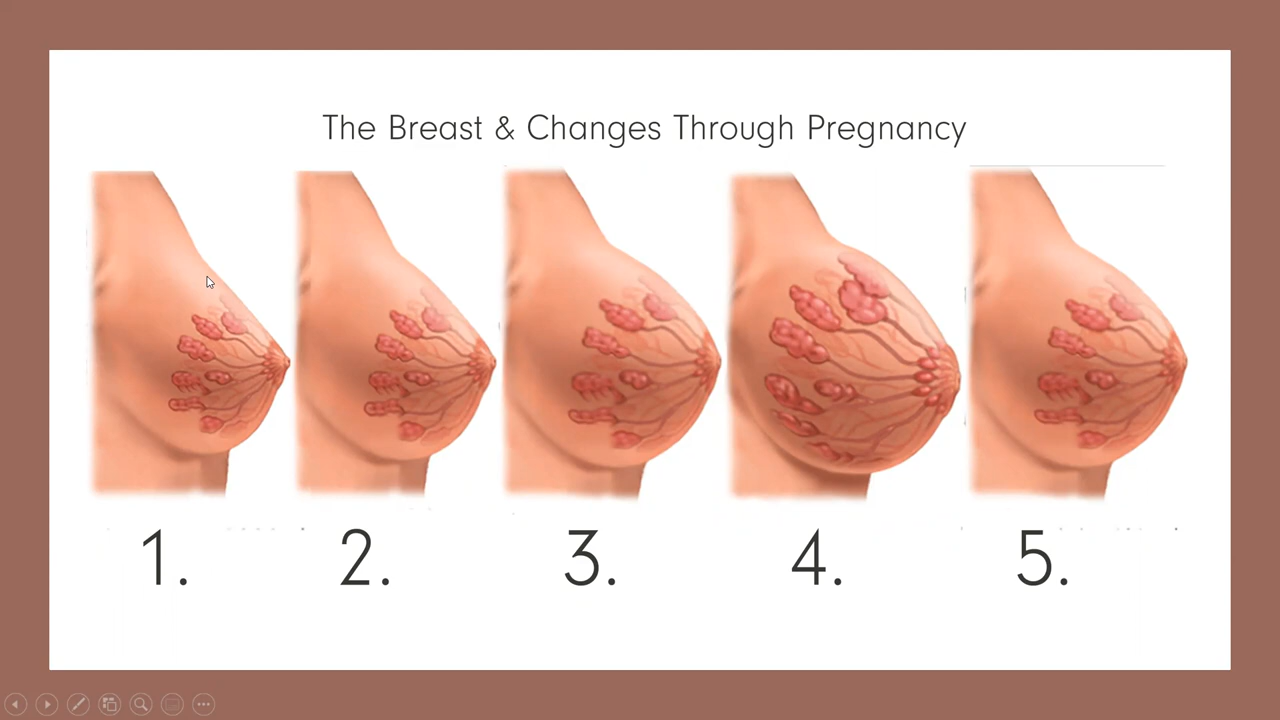 The Breast & Changes Through Pregnancy
1. 2. 3. 4. 5.